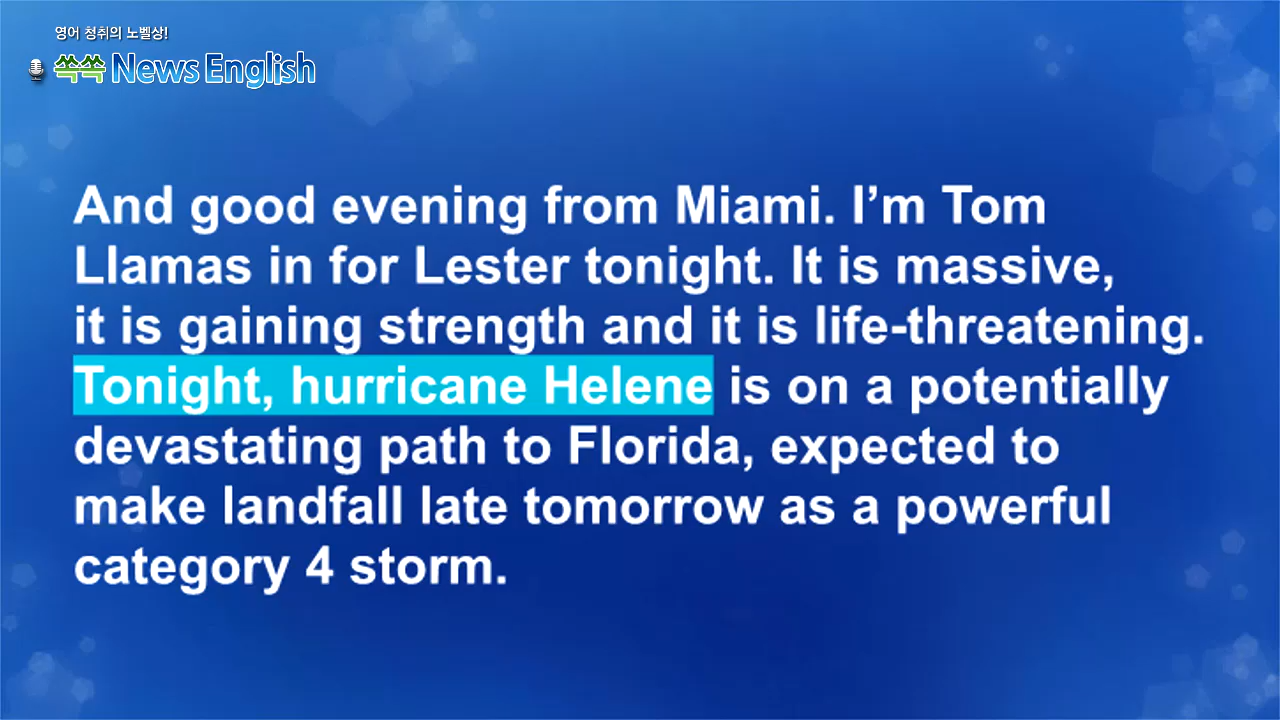 영어 청취의 노벨상!
쏙쏙 News English
And good evening from Miami. I’m Tom
Llamas in for Lester tonight. It is massive,
it is gaining strength and it is life-threatening.
Tonight, hurricane Helene is on a potentially
devastating path to Florida, expected to
make landfall late tomorrow as a powerful
category 4 storm.